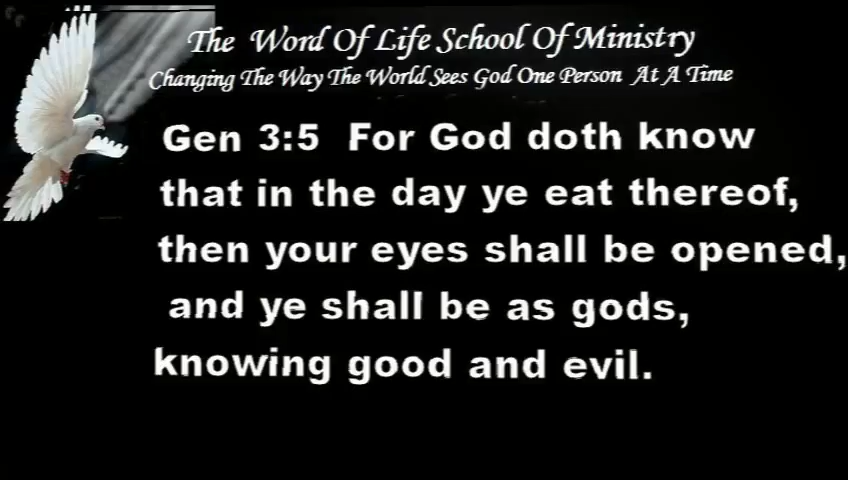 The Word Of Life School Of Ministry
Changing The Way The World Sees God One Person At A Time
Gen 3:5 For God doth know
that in the day ye eat thereof,
then your eyes shall be opened,
and ye shall be as gods,
knowing good and evil.